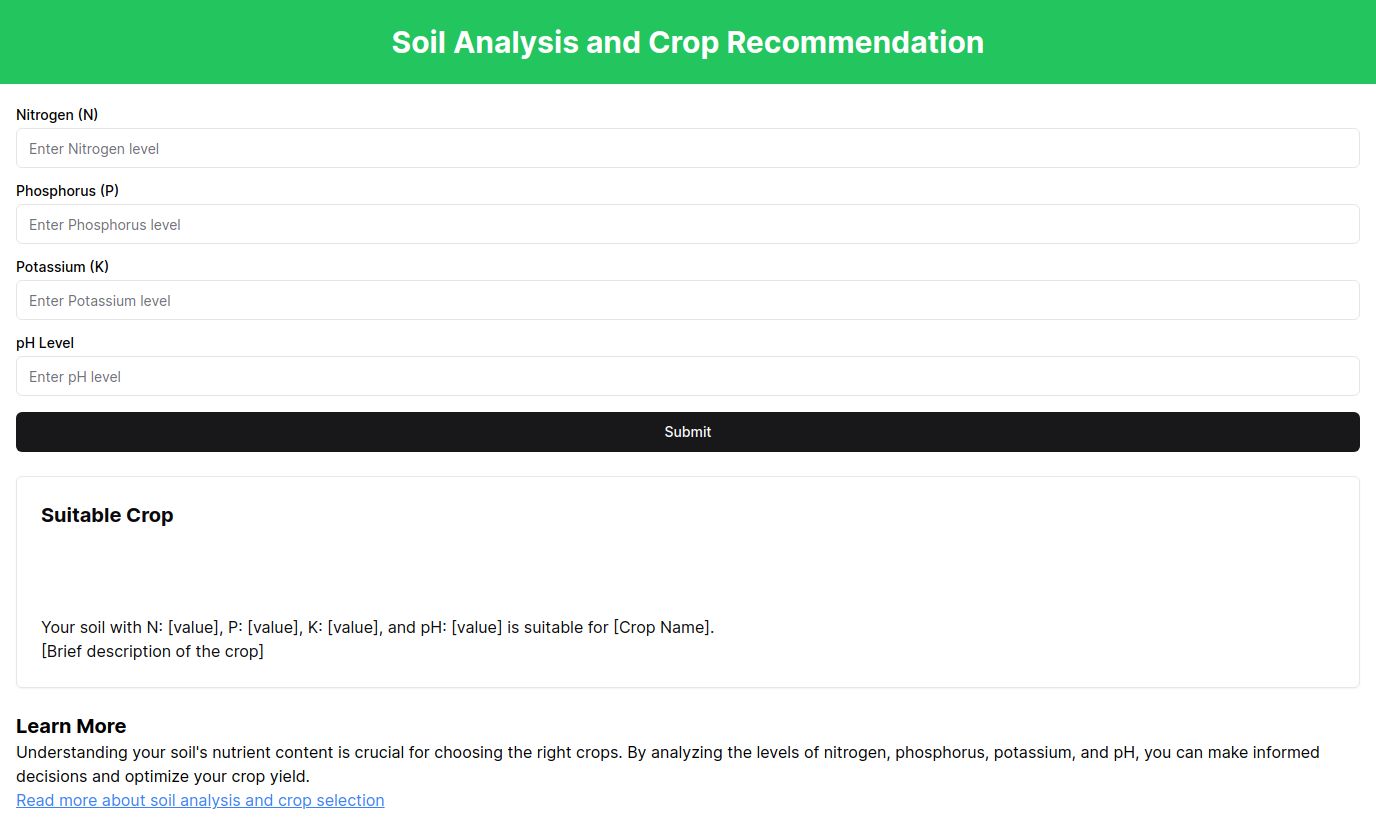 Soil Analysis and Crop Recommendation
Nitrogen (N)
Enter Nitrogen level
Phosphorus (P)
Enter Phosphorus level
Potassium (K)
Enter Potassium level
pH Level
Enter pH level
Submit
Suitable Crop
Your soil with N: [value], P: [value], K: [value], and pH: [value] is suitable for [Crop Name].
[Brief description of the crop]
Learn More
Understanding your soil's nutrient content is crucial for choosing the right crops. By analyzing the levels of nitrogen, phosphorus, potassium, and pH, you can make informed
decisions and optimize your crop yield.
Read more about soil analysis and crop selection